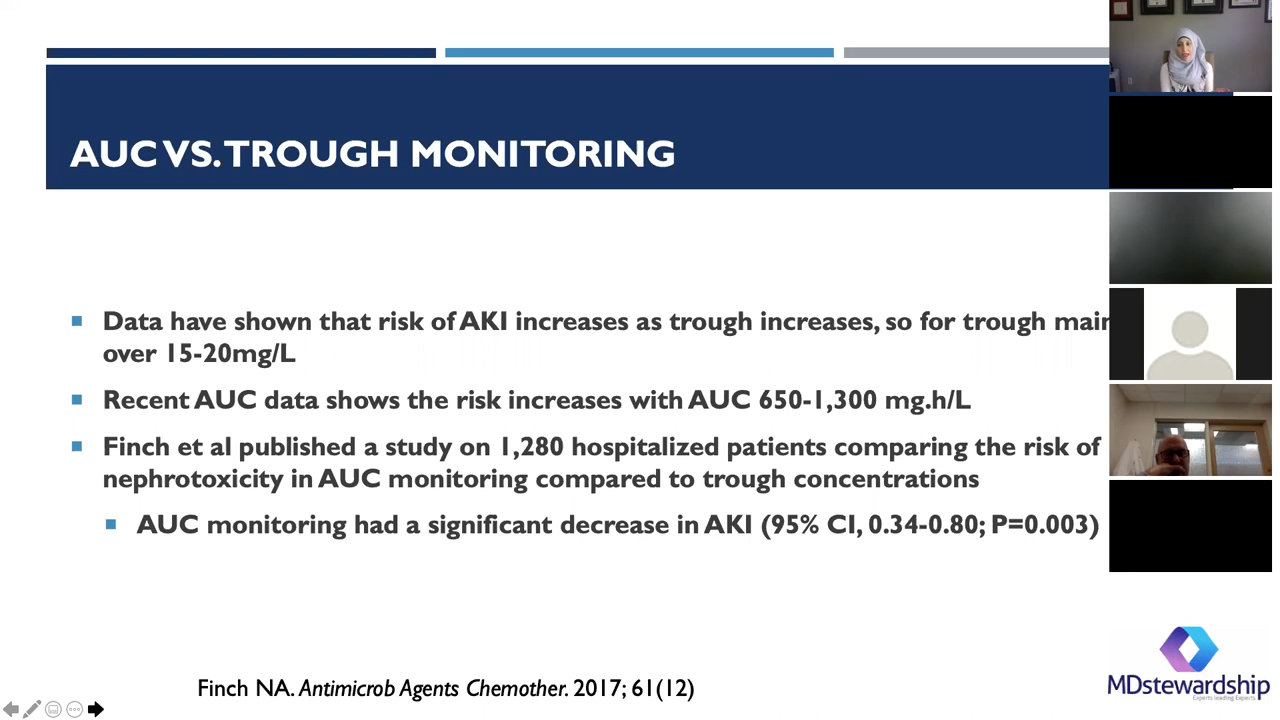 AUC VS. TROUGH MONITORING
Data have shown that risk of AKI increases as trough increases, so for trough
over 15-20mg/L
Recent AUC data shows the risk increases with AUC 650-1,300 mg.h/L
Finch et al published a study on 1,280 hospitalized patients comparing the risk of
nephrotoxicity in AUC monitoring compared to trough concentrations
AUC monitoring had a significant decrease in AKI (95% CI, 0.34-0.80; P=0.003)
Finch NA. Antimicrob Agents Chemother. 2017; 61(12)
MDstewardship
Experts leading Experts